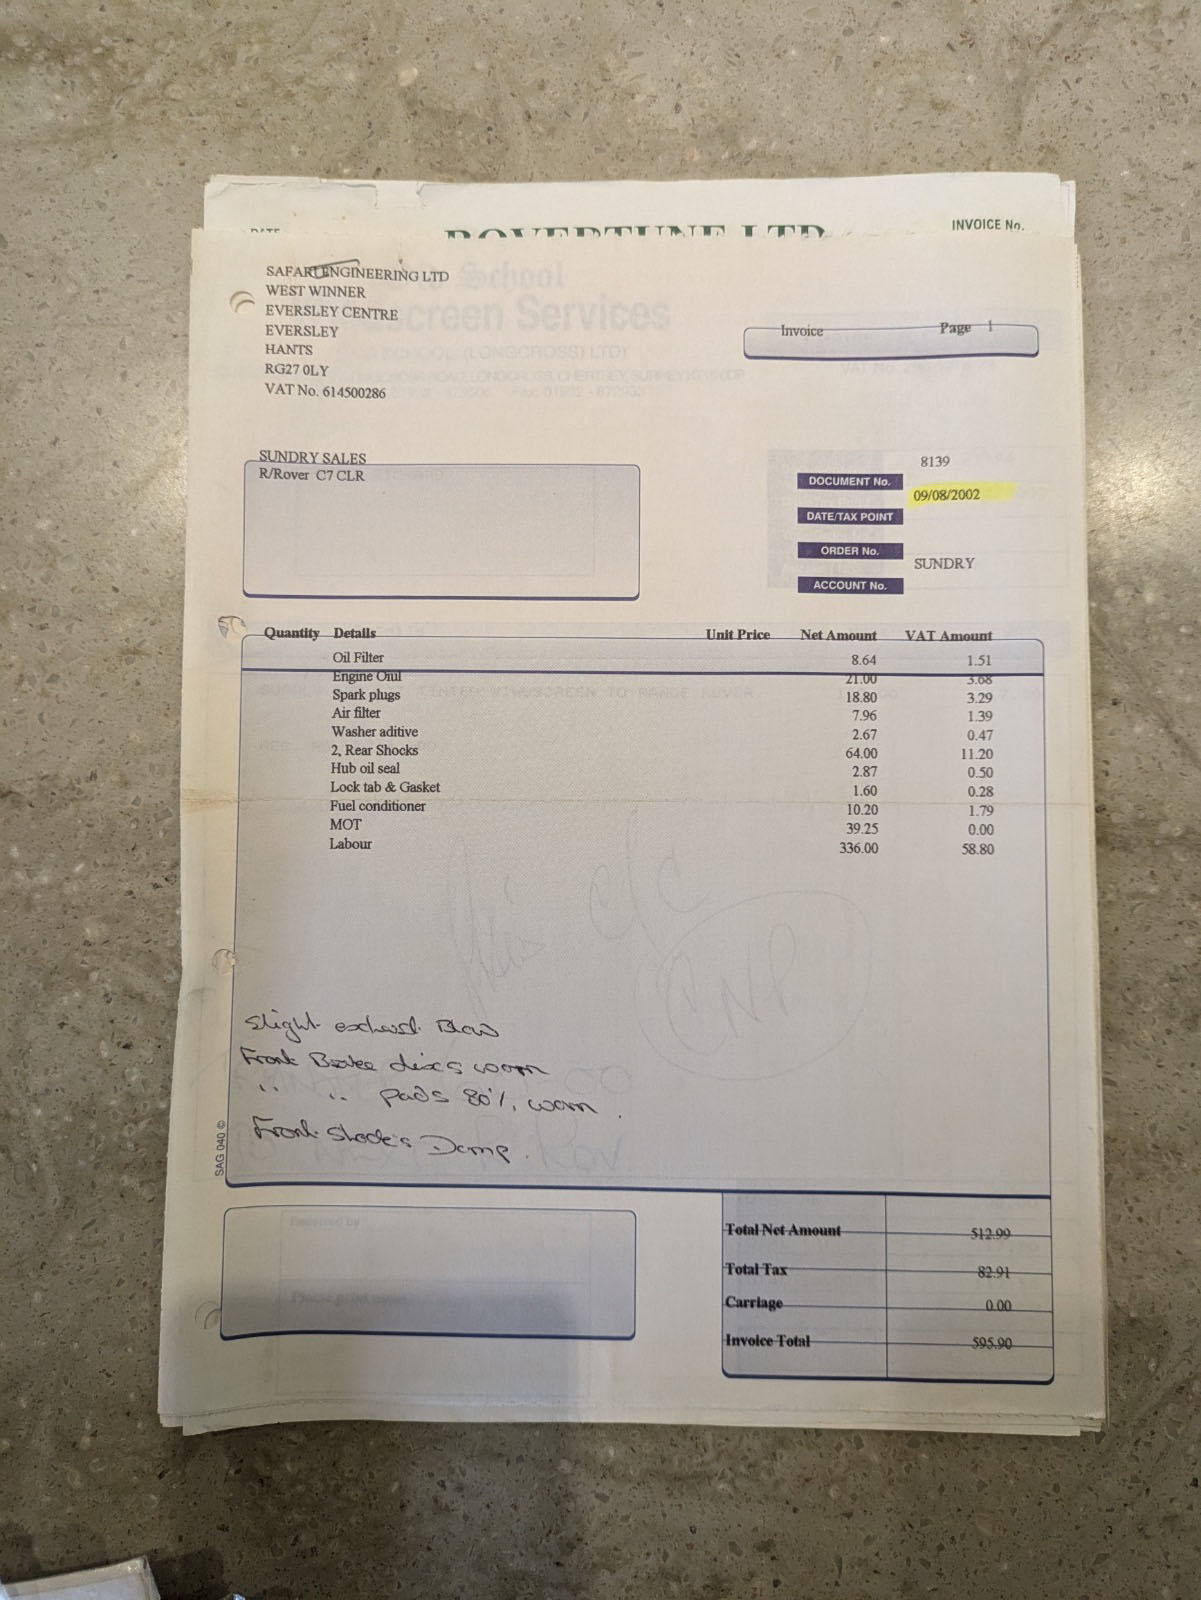 DATE ROVERTUNE LTD INVOICE No.
SAFARI ENGINEERING LTD
WEST WINNER
EVERSLEY CENTRE
EVERSLEY
HANTS
RG27 0LY
VAT No. 614500286
Invoice Page 1
SUNDRY SALES
R/Rover C7 CLR
8139
DOCUMENT No.
09/08/2002
DATE/TAX POINT
ORDER No.
SUNDRY
ACCOUNT No.
Quantity Details Unit Price Net Amount VAT Amount
Oil Filter 8.64 1.51
Engine Oiul 21.00 3.68
Spark plugs 18.80 3.29
Air filter 7.96 1.39
Washer aditive 2.67 0.47
2, Rear Shocks 64.00 11.20
Hub oil seal 2.87 0.50
Lock tab & Gasket 1.60 0.28
Fuel conditioner 10.20 1.79
MOT 39.25 0.00
Labour 336.00 58.80
c/c
CNP
Slight exhaust Blow
Front Brake discs worn
" " pads 80% worn.
Front Shock's Damp.
SAG 040 ©
Total Net Amount 512.99
Total Tax 82.91
Carriage 0.00
Invoice Total 595.90